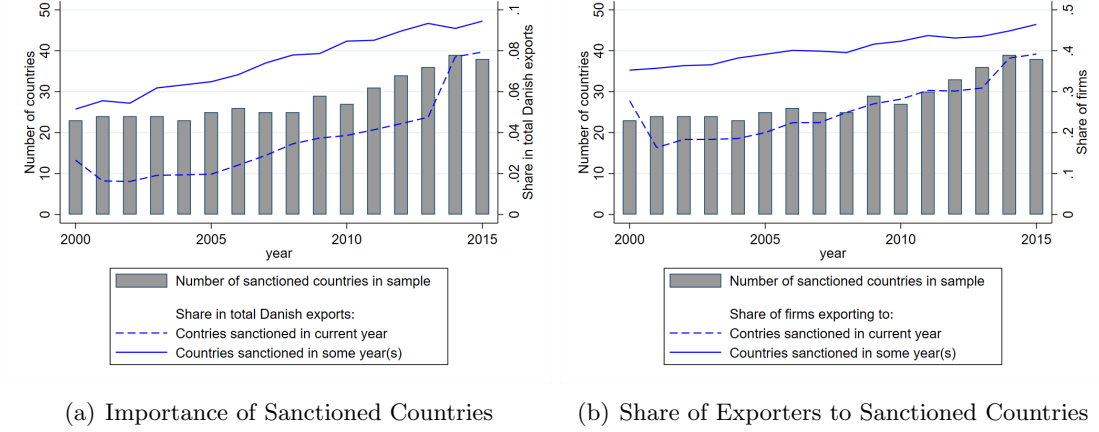 Number of countries
0
10
20
30
40
50
Share in total Danish exports
0
.02
.04
.06
.08
.1
2000
2005
2010
2015
year
Number of sanctioned countries in sample
Share in total Danish exports:
Contries sanctioned in current year
Countries sanctioned in some year(s)
(a) Importance of Sanctioned Countries
Number of countries
0
10
20
30
40
50
Share of firms
0
.1
.2
.3
.4
.5
2000
2005
2010
2015
year
Number of sanctioned countries in sample
Share of firms exporting to:
Contries sanctioned in current year
Countries sanctioned in some year(s)
(b) Share of Exporters to Sanctioned Countries